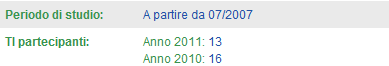 Periodo di studio: A partire da 07/2007
TI partecipanti: Anno 2011: 13
Anno 2010: 16